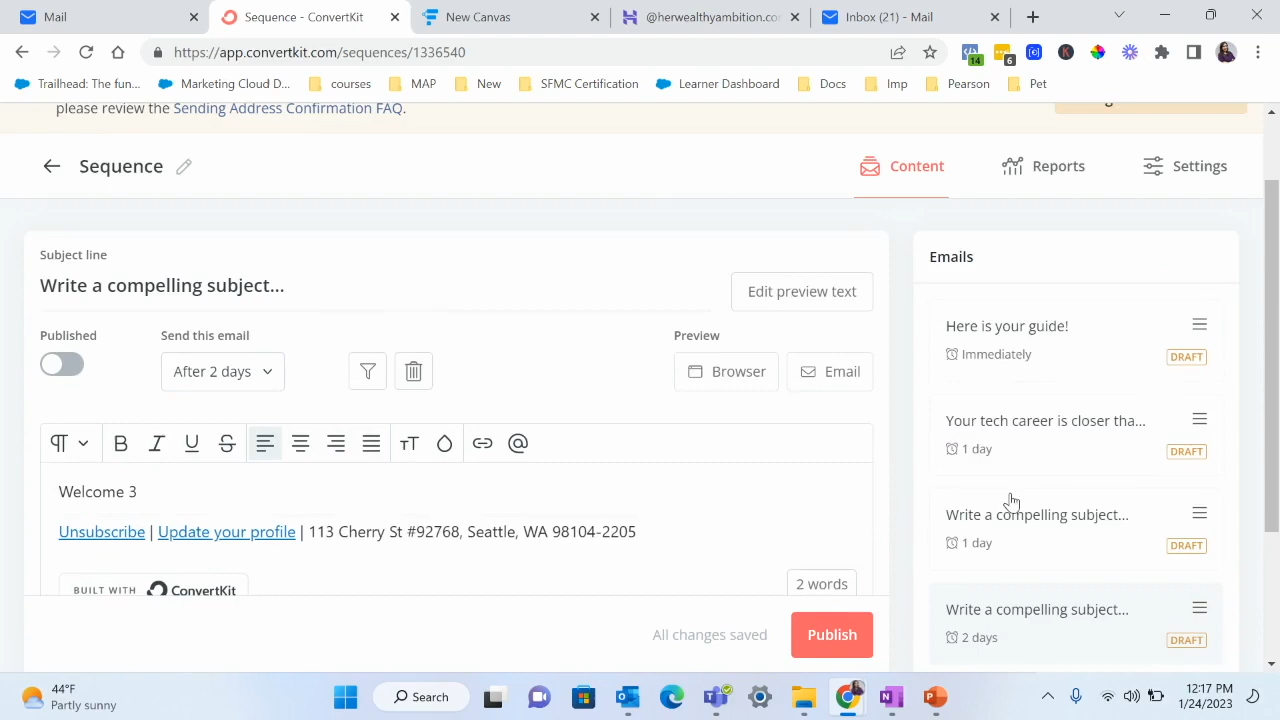 Mail
Sequence - ConvertKit
New Canvas
@herwealthyambition.c
Inbox (21) - Mail
https://app.convertkit.com/sequences/1336540
14
6
Trailhead: The fun...
Marketing Cloud D...
courses
MAP
New
SFMC Certification
Learner Dashboard
Docs
Imp
Pearson
Pet
please review the Sending Address Confirmation FAQ.
Sequence
Content
Reports
Settings
Subject line
Write a compelling subject...
Edit preview text
Published
Send this email
After 2 days
Preview
Browser
Email
Welcome 3
Unsubscribe | Update your profile | 113 Cherry St #92768, Seattle, WA 98104-2205
BUILT WITH ConvertKit
2 words
All changes saved
Publish
Emails
Here is your guide!
Immediately
DRAFT
Your tech career is closer tha...
1 day
DRAFT
Write a compelling subject...
1 day
DRAFT
Write a compelling subject...
2 days
DRAFT
44°F
Partly sunny
Search
12:17 PM
1/24/2023